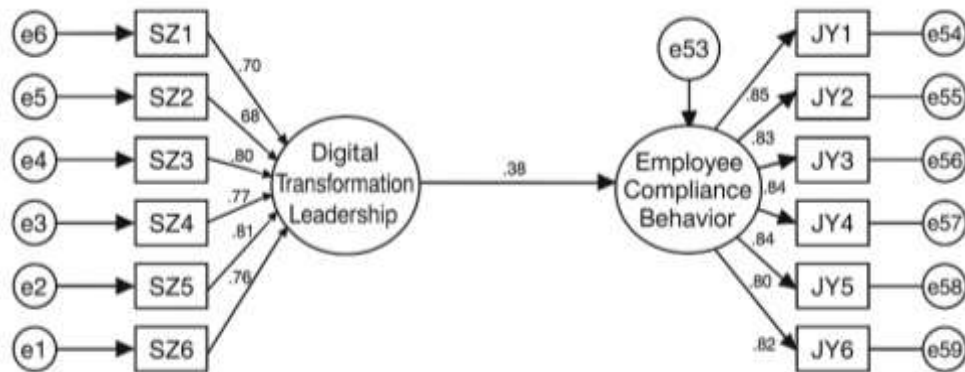 e6
SZ1
.70
e5
SZ2
.68
e4
SZ3
.80
e3
SZ4
.77
e2
SZ5
.81
e1
SZ6
.76
Digital
Transformation
Leadership
.38
e53
Employee
Compliance
Behavior
.85
JY1
e54
.83
JY2
e55
.84
JY3
e56
.84
JY4
e57
.80
JY5
e58
.82
JY6
e59